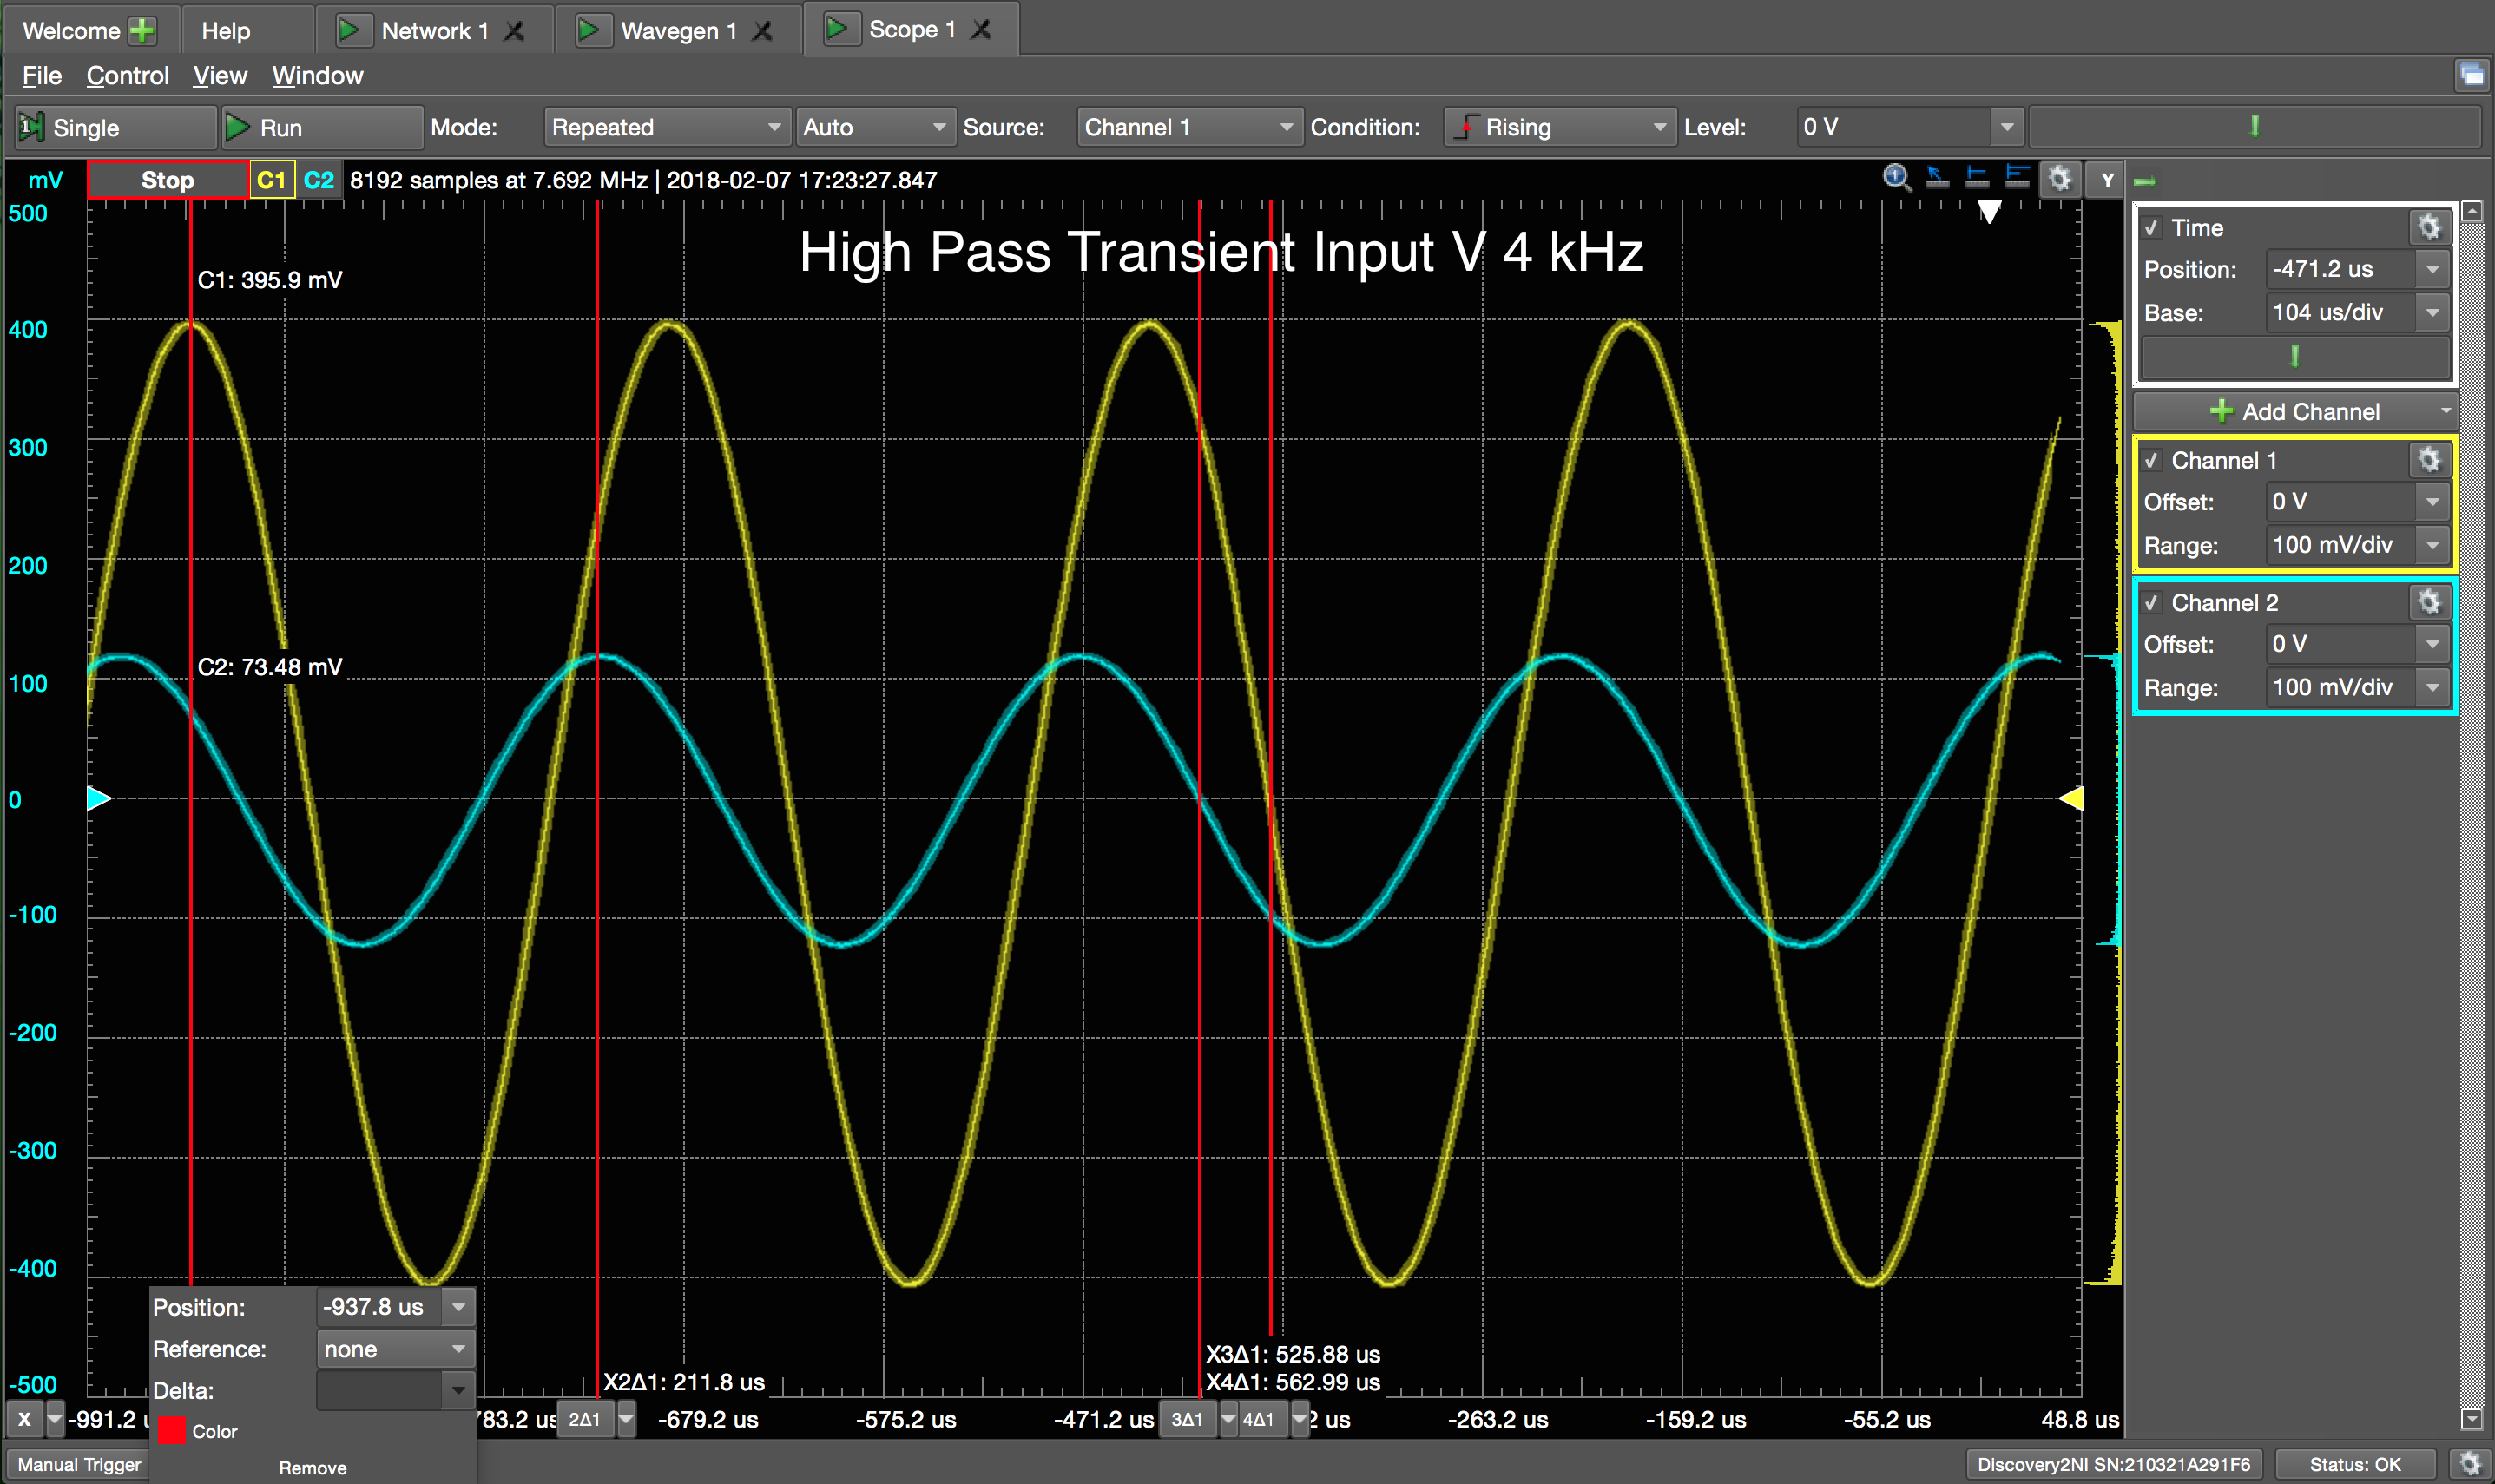 Welcome Help Network 1 X Wavegen 1 X Scope 1 X
File Control View Window
1 Single Run Mode: Repeated Auto Source: Channel 1 Condition: Rising Level: 0 V
mV Stop C1 C2 8192 samples at 7.692 MHz | 2018-02-07 17:23:27.847 Y
High Pass Transient Input V 4 kHz
500
400
300
200
100
0
-100
-200
-300
-400
-500
C1: 395.9 mV
C2: 73.48 mV
Time
Position: -471.2 us
Base: 104 us/div
Add Channel
Channel 1
Offset: 0 V
Range: 100 mV/div
Channel 2
Offset: 0 V
Range: 100 mV/div
Position: -937.8 us
Reference: none
Delta:
Color
Remove
X2Δ1: 211.8 us
X3Δ1: 525.88 us
X4Δ1: 562.99 us
X -991.2 783.2 us 2Δ1 -679.2 us -575.2 us -471.2 us 3Δ1 4Δ1 2 us -263.2 us -159.2 us -55.2 us 48.8 us
Manual Trigger Discovery2NI SN:210321A291F6 Status: OK